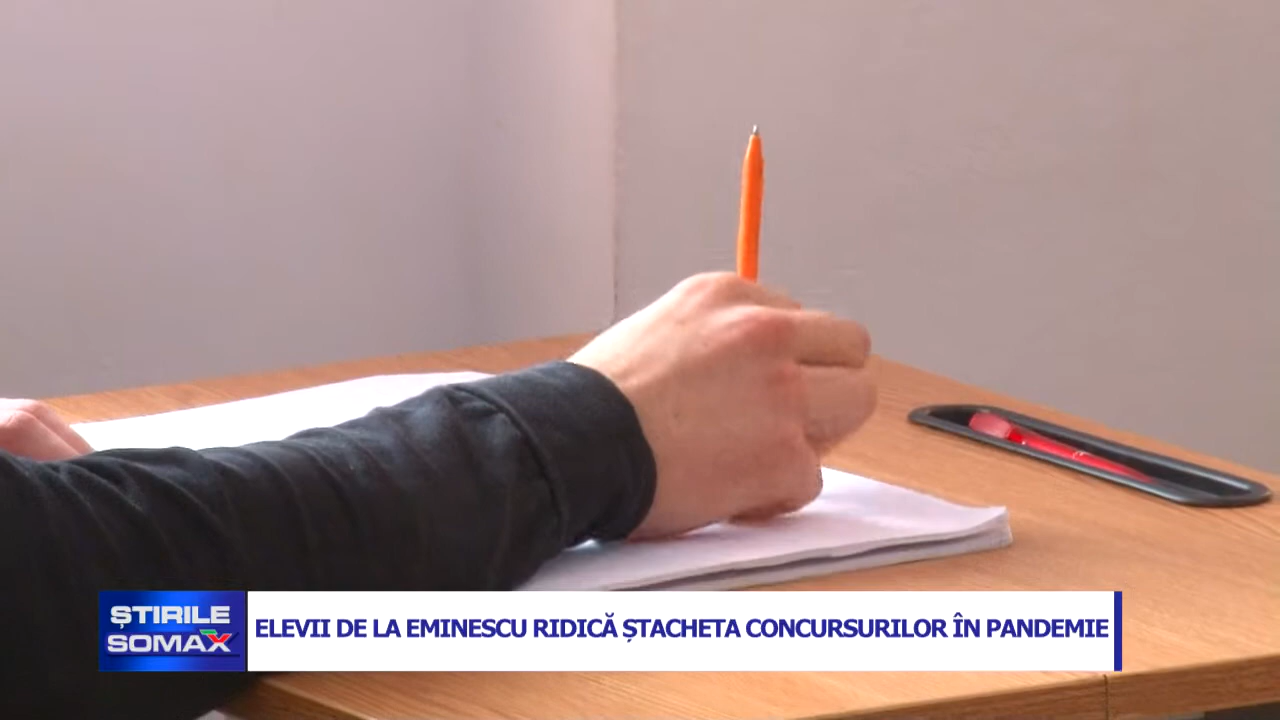 ȘTIRILE
SOMAX
ELEVII DE LA EMINESCU RIDICĂ ȘTACHETA CONCURSURILOR ÎN PANDEMIE